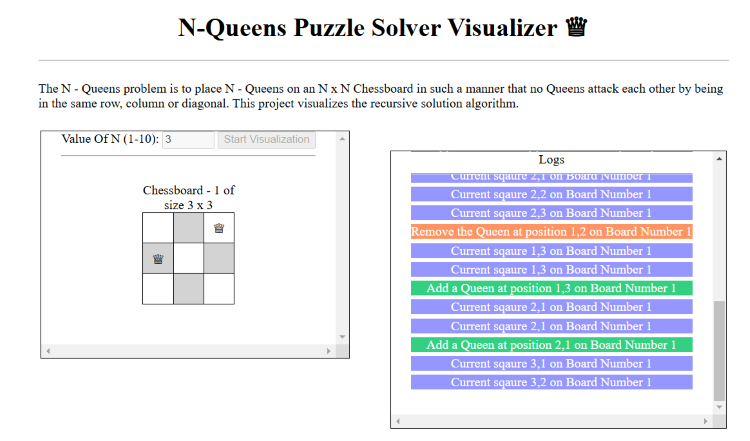 N-Queens Puzzle Solver Visualizer ♛
The N - Queens problem is to place N - Queens on an N x N Chessboard in such a manner that no Queens attack each other by being
in the same row, column or diagonal. This project visualizes the recursive solution algorithm.
Value Of N (1-10): 3 Start Visualization
Chessboard - 1 of
size 3 x 3
♛
♛
Logs
Current sqaure 2,1 on Board Number 1
Current sqaure 2,2 on Board Number 1
Current sqaure 2,3 on Board Number 1
Remove the Queen at position 1,2 on Board Number 1
Current sqaure 1,3 on Board Number 1
Current sqaure 1,3 on Board Number 1
Add a Queen at position 1,3 on Board Number 1
Current sqaure 2,1 on Board Number 1
Current sqaure 2,1 on Board Number 1
Add a Queen at position 2,1 on Board Number 1
Current sqaure 3,1 on Board Number 1
Current sqaure 3,2 on Board Number 1